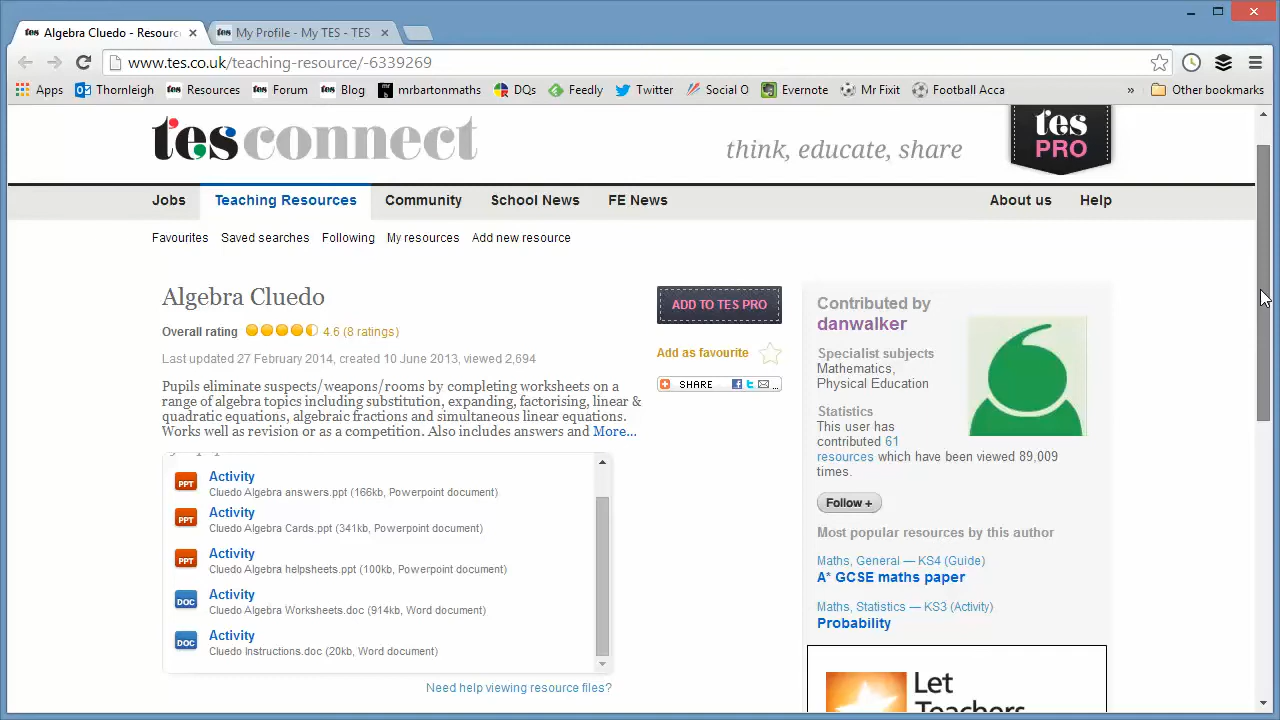 Algebra Cluedo - Resourc
tes My Profile - My TES - TES
www.tes.co.uk/teaching-resource/-6339269
Apps Thornleigh Resources Forum Blog mrbartonmaths DQs Feedly Twitter Social O Evernote Mr Fixit Football Acca » Other bookmarks
tes connect
think, educate, share
tes
PRO
Jobs Teaching Resources Community School News FE News About us Help
Favourites Saved searches Following My resources Add new resource
Algebra Cluedo
Overall rating 4.6 (8 ratings)
Last updated 27 February 2014, created 10 June 2013, viewed 2,694
Pupils eliminate suspects/weapons/rooms by completing worksheets on a
range of algebra topics including substitution, expanding, factorising, linear &
quadratic equations, algebraic fractions and simultaneous linear equations.
Works well as revision or as a competition. Also includes answers and More...
ADD TO TES PRO
Add as favourite
SHARE
PPT Activity
Cluedo Algebra answers.ppt (166kb, Powerpoint document)
PPT Activity
Cluedo Algebra Cards.ppt (341kb, Powerpoint document)
PPT Activity
Cluedo Algebra helpsheets.ppt (100kb, Powerpoint document)
DOC Activity
Cluedo Algebra Worksheets.doc (914kb, Word document)
DOC Activity
Cluedo Instructions.doc (20kb, Word document)
Need help viewing resource files?
Contributed by
danwalker
Specialist subjects
Mathematics,
Physical Education
Statistics
This user has
contributed 61
resources which have been viewed 89,009
times.
Follow +
Most popular resources by this author
Maths, General — KS4 (Guide)
A* GCSE maths paper
Maths, Statistics — KS3 (Activity)
Probability
Let
Teachers